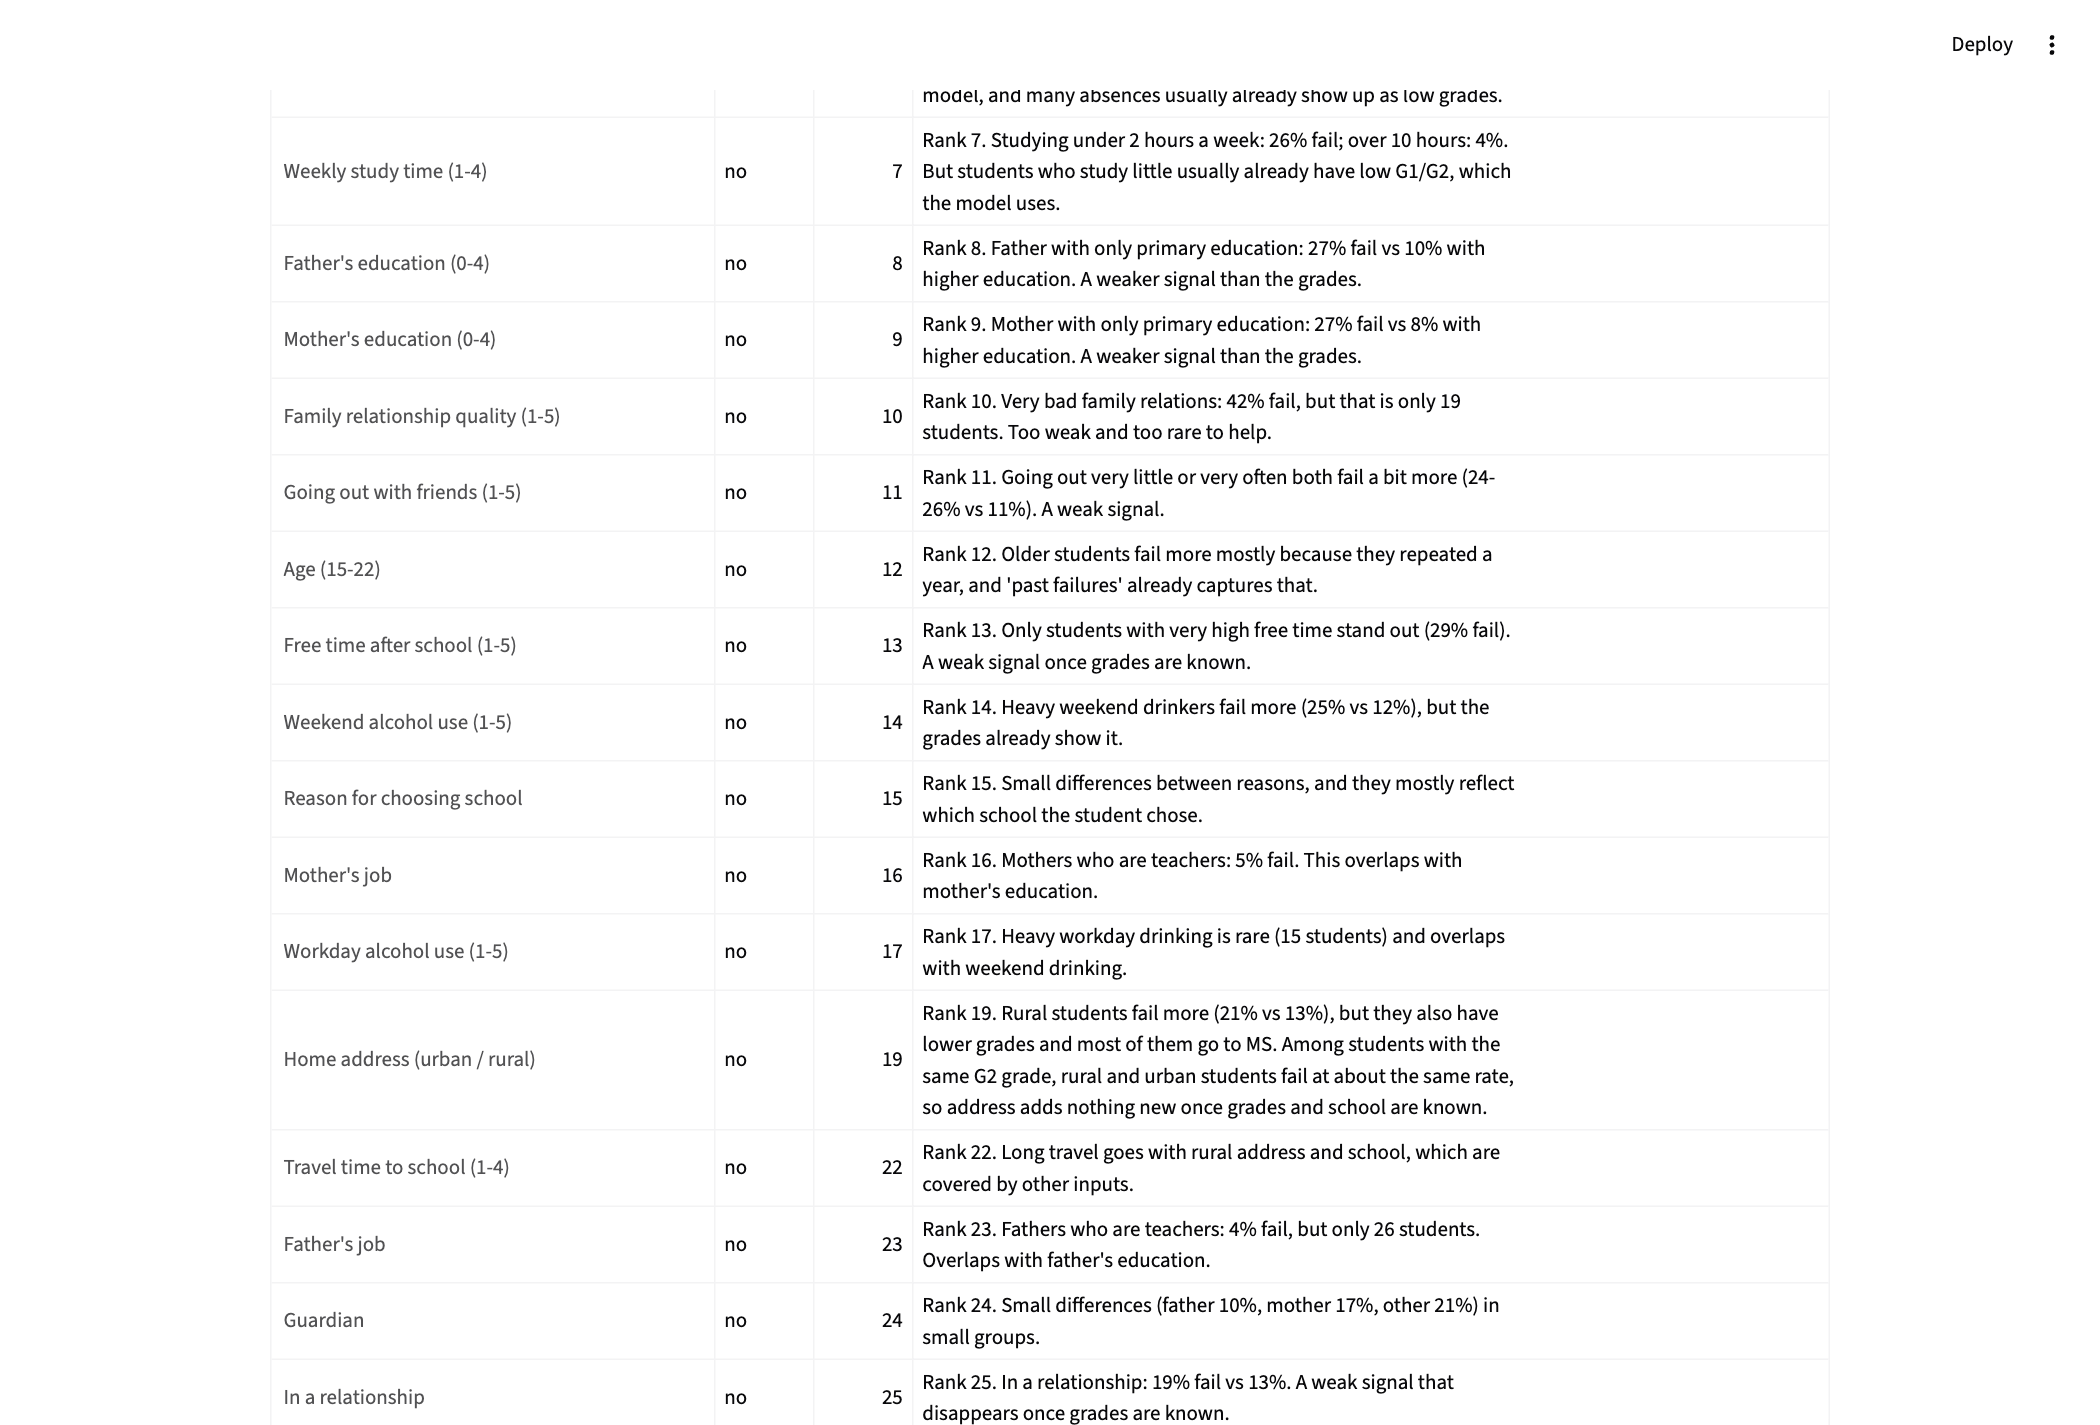 Deploy
model, and many absences usually already show up as low grades.
Weekly study time (1-4)
no
7
Rank 7. Studying under 2 hours a week: 26% fail; over 10 hours: 4%.
But students who study little usually already have low G1/G2, which
the model uses.
Father's education (0-4)
no
8
Rank 8. Father with only primary education: 27% fail vs 10% with
higher education. A weaker signal than the grades.
Mother's education (0-4)
no
9
Rank 9. Mother with only primary education: 27% fail vs 8% with
higher education. A weaker signal than the grades.
Family relationship quality (1-5)
no
10
Rank 10. Very bad family relations: 42% fail, but that is only 19
students. Too weak and too rare to help.
Going out with friends (1-5)
no
11
Rank 11. Going out very little or very often both fail a bit more (24-
26% vs 11%). A weak signal.
Age (15-22)
no
12
Rank 12. Older students fail more mostly because they repeated a
year, and 'past failures' already captures that.
Free time after school (1-5)
no
13
Rank 13. Only students with very high free time stand out (29% fail).
A weak signal once grades are known.
Weekend alcohol use (1-5)
no
14
Rank 14. Heavy weekend drinkers fail more (25% vs 12%), but the
grades already show it.
Reason for choosing school
no
15
Rank 15. Small differences between reasons, and they mostly reflect
which school the student chose.
Mother's job
no
16
Rank 16. Mothers who are teachers: 5% fail. This overlaps with
mother's education.
Workday alcohol use (1-5)
no
17
Rank 17. Heavy workday drinking is rare (15 students) and overlaps
with weekend drinking.
Home address (urban / rural)
no
19
Rank 19. Rural students fail more (21% vs 13%), but they also have
lower grades and most of them go to MS. Among students with the
same G2 grade, rural and urban students fail at about the same rate,
so address adds nothing new once grades and school are known.
Travel time to school (1-4)
no
22
Rank 22. Long travel goes with rural address and school, which are
covered by other inputs.
Father's job
no
23
Rank 23. Fathers who are teachers: 4% fail, but only 26 students.
Overlaps with father's education.
Guardian
no
24
Rank 24. Small differences (father 10%, mother 17%, other 21%) in
small groups.
In a relationship
no
25
Rank 25. In a relationship: 19% fail vs 13%. A weak signal that
disappears once grades are known.